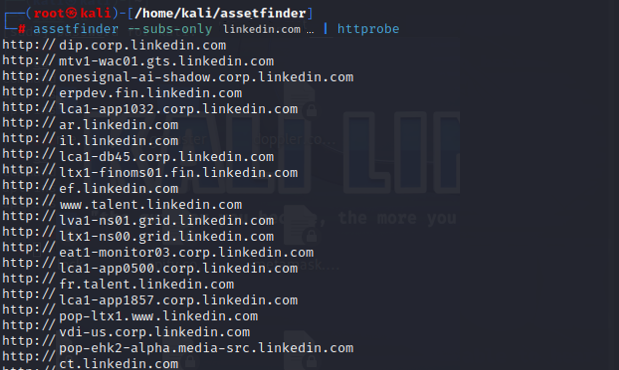 ┌──(root㉿kali)-[/home/kali/assetfinder]
└─# assetfinder --subs-only linkedin.com … | httprobe
http://dip.corp.linkedin.com
http://mtv1-wac01.gts.linkedin.com
http://onesignal-ai-shadow.corp.linkedin.com
http://erpdev.fin.linkedin.com
http://lca1-app1032.corp.linkedin.com
http://ar.linkedin.com
http://il.linkedin.com
http://lca1-db45.corp.linkedin.com
http://ltx1-finoms01.fin.linkedin.com
http://ef.linkedin.com
http://www.talent.linkedin.com
http://lva1-ns01.grid.linkedin.com
http://ltx1-ns00.grid.linkedin.com
http://eat1-monitor03.corp.linkedin.com
http://lca1-app0500.corp.linkedin.com
http://fr.talent.linkedin.com
http://lca1-app1857.corp.linkedin.com
http://pop-ltx1.www.linkedin.com
http://vdi-us.corp.linkedin.com
http://pop-ehk2-alpha.media-src.linkedin.com
http://ct.linkedin.com
KALI LI
, the more you